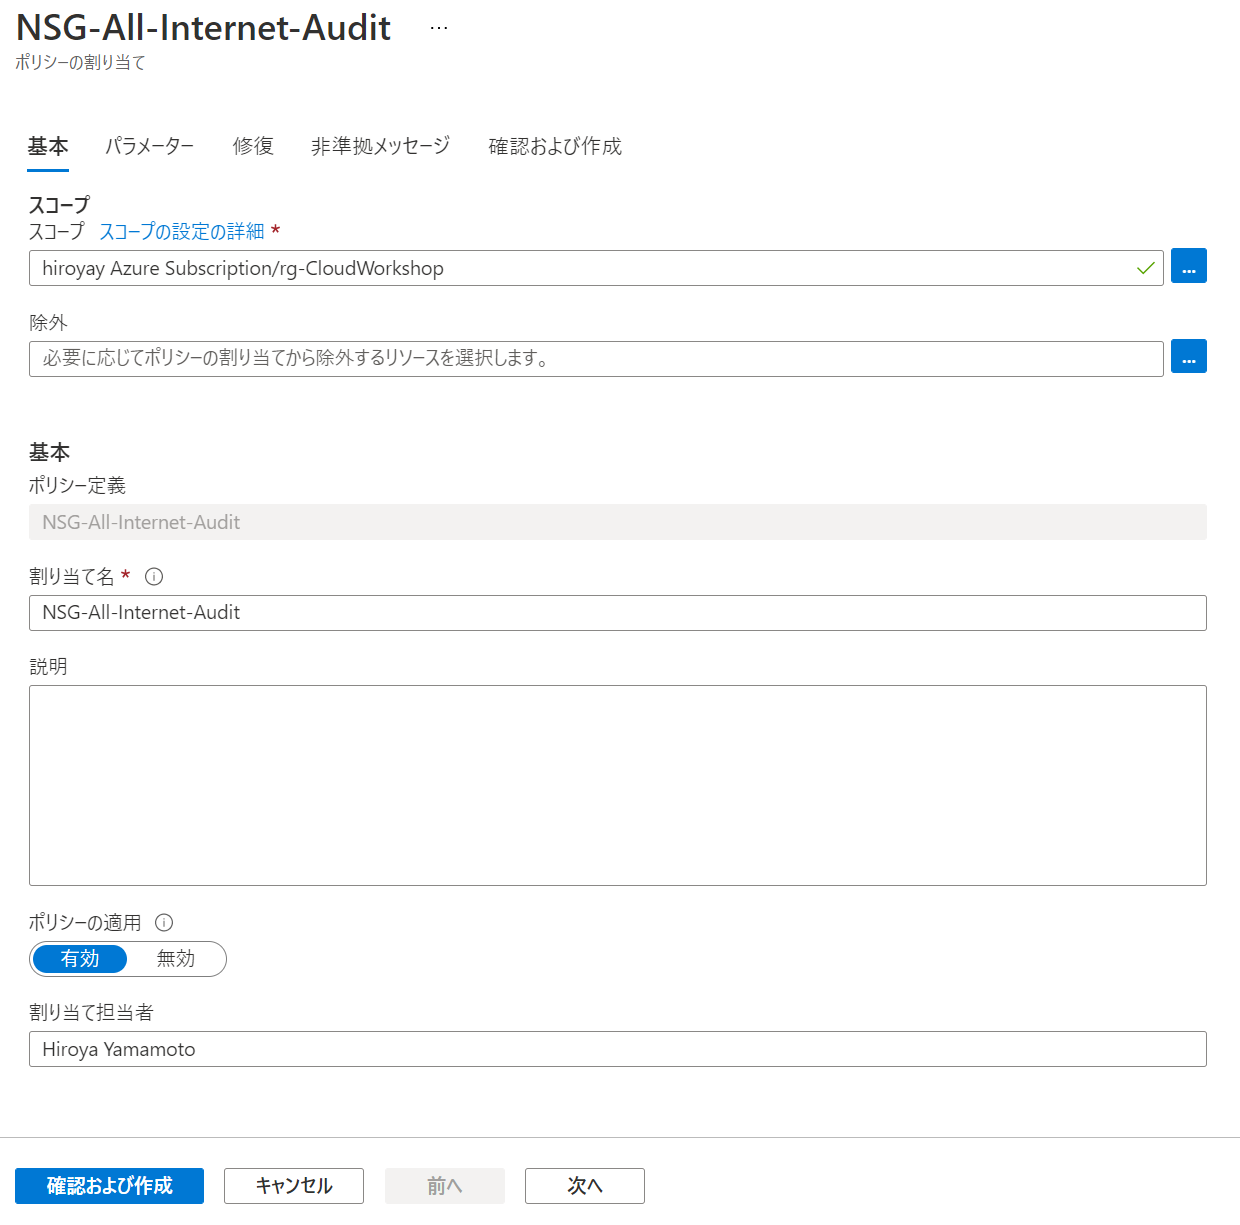 NSG-All-Internet-Audit ...
ポリシーの割り当て
基本 パラメーター 修復 非準拠メッセージ 確認および作成
スコープ
スコープ スコープの設定の詳細 *
hiroyay Azure Subscription/rg-CloudWorkshop ...
除外
必要に応じてポリシーの割り当てから除外するリソースを選択します。 ...
基本
ポリシー定義
NSG-All-Internet-Audit
割り当て名 *
NSG-All-Internet-Audit
説明
ポリシーの適用
有効 無効
割り当て担当者
Hiroya Yamamoto
確認および作成 キャンセル 前へ 次へ